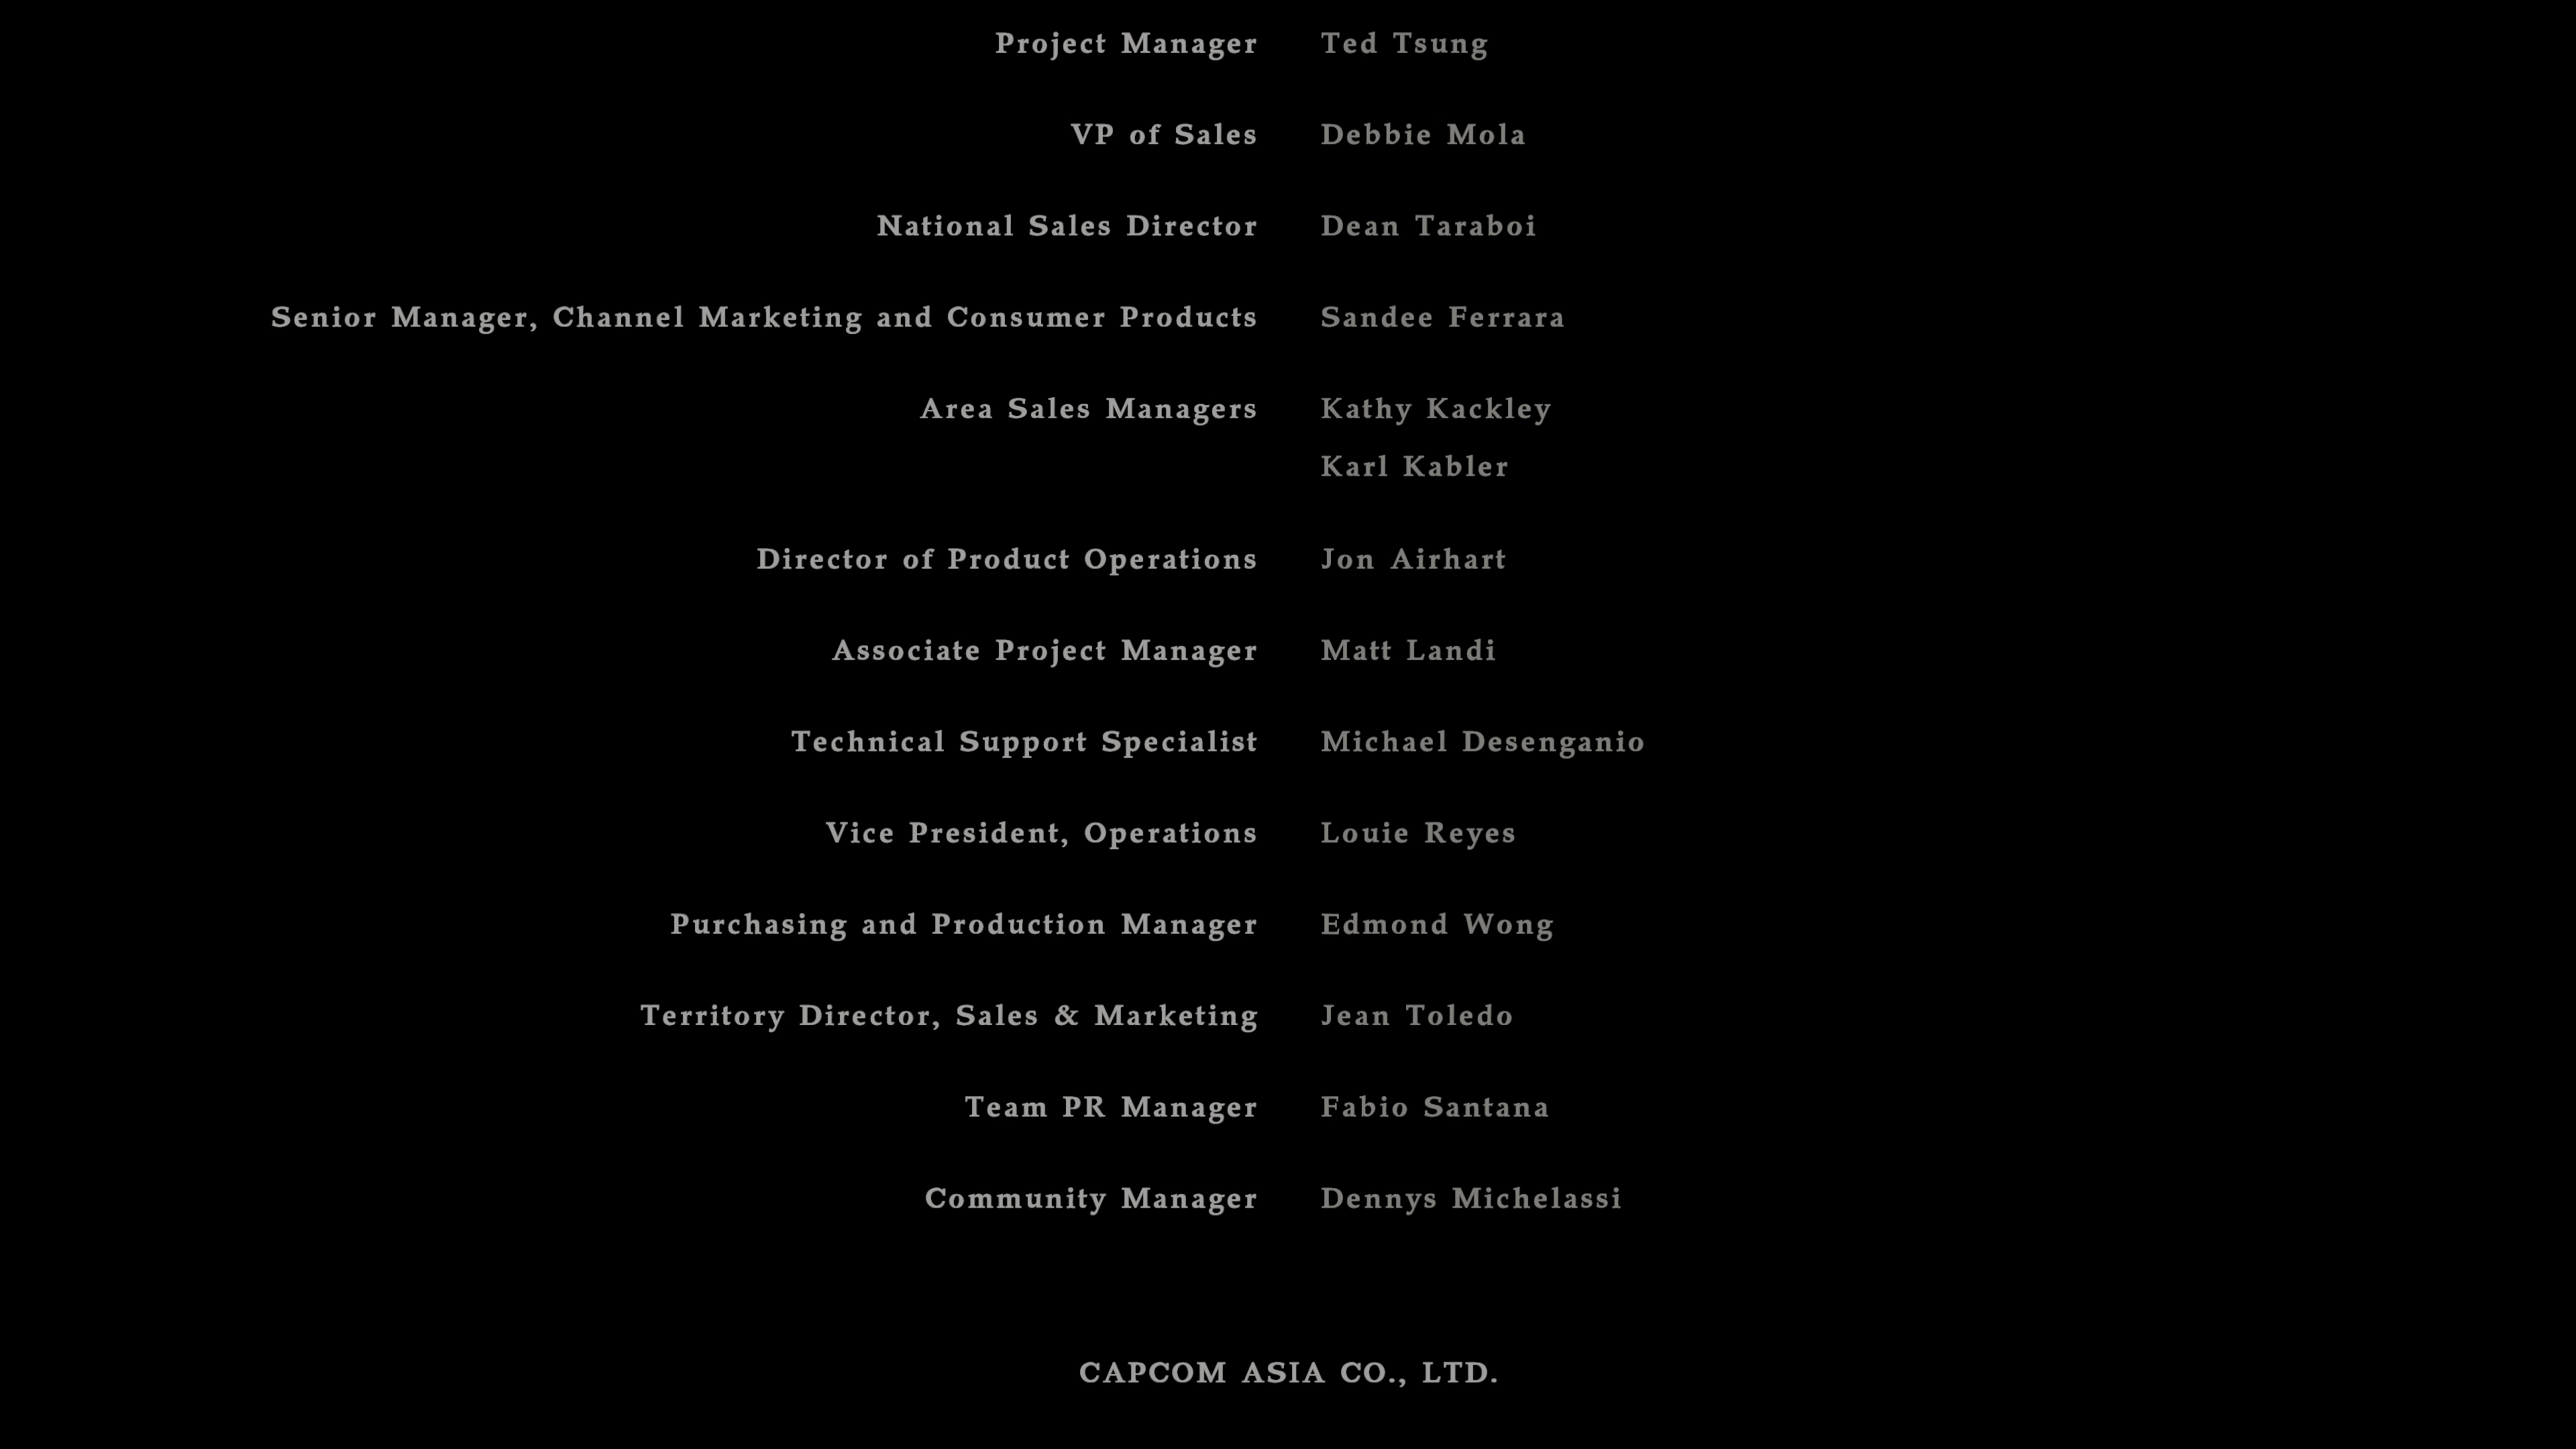 Project Manager Ted Tsung
VP of Sales Debbie Mola
National Sales Director Dean Taraboi
Senior Manager, Channel Marketing and Consumer Products Sandee Ferrara
Area Sales Managers Kathy Kackley
Karl Kabler
Director of Product Operations Jon Airhart
Associate Project Manager Matt Landi
Technical Support Specialist Michael Desenganio
Vice President, Operations Louie Reyes
Purchasing and Production Manager Edmond Wong
Territory Director, Sales & Marketing Jean Toledo
Team PR Manager Fabio Santana
Community Manager Dennys Michelassi
CAPCOM ASIA CO., LTD.